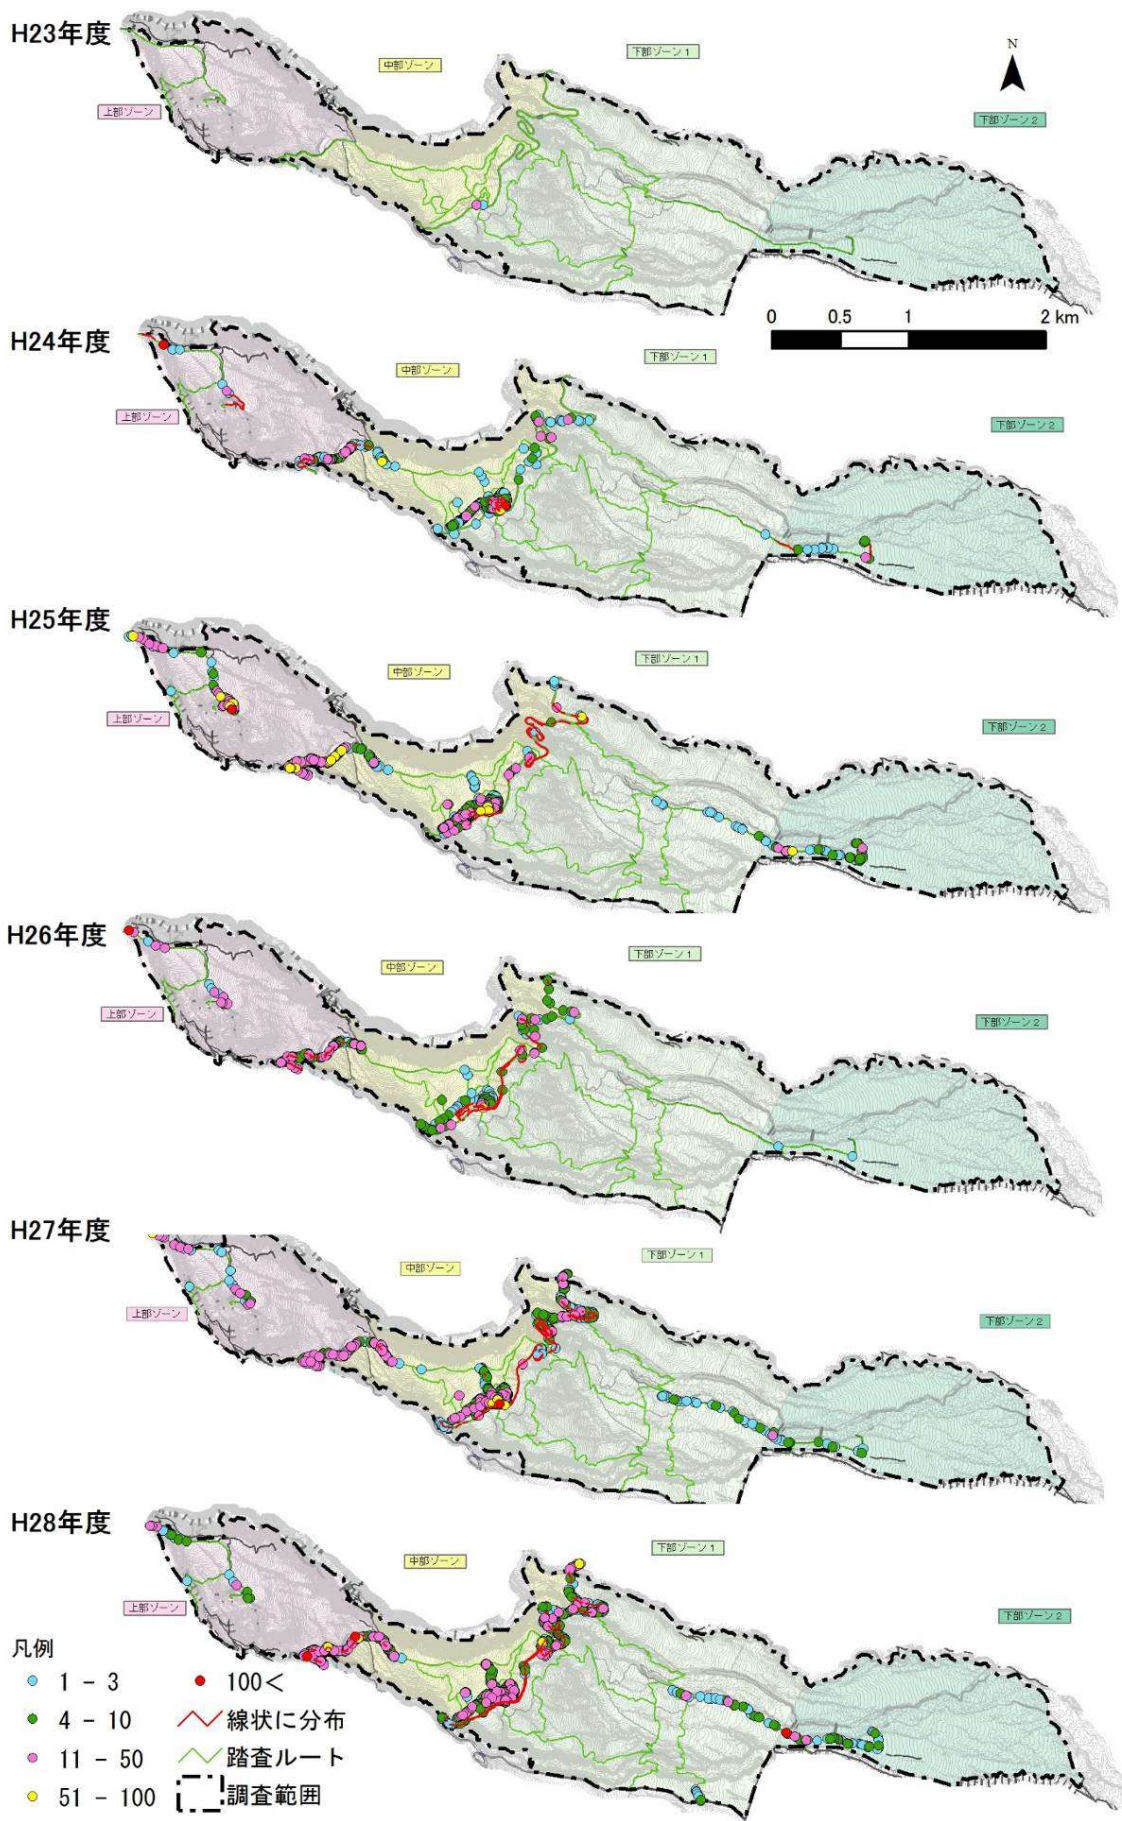 H23年度
中部ゾーン
下部ゾーン1
N
上部ゾーン
下部ゾーン2
0 0.5 1 2 km
H24年度
中部ゾーン
下部ゾーン1
上部ゾーン
下部ゾーン2
H25年度
中部ゾーン
下部ゾーン1
上部ゾーン
下部ゾーン2
H26年度
中部ゾーン
下部ゾーン1
上部ゾーン
下部ゾーン2
H27年度
中部ゾーン
下部ゾーン1
上部ゾーン
下部ゾーン2
H28年度
中部ゾーン
下部ゾーン1
上部ゾーン
下部ゾーン2
凡例
1 - 3
4 - 10
11 - 50
51 - 100
100<
線状に分布
踏査ルート
調査範囲